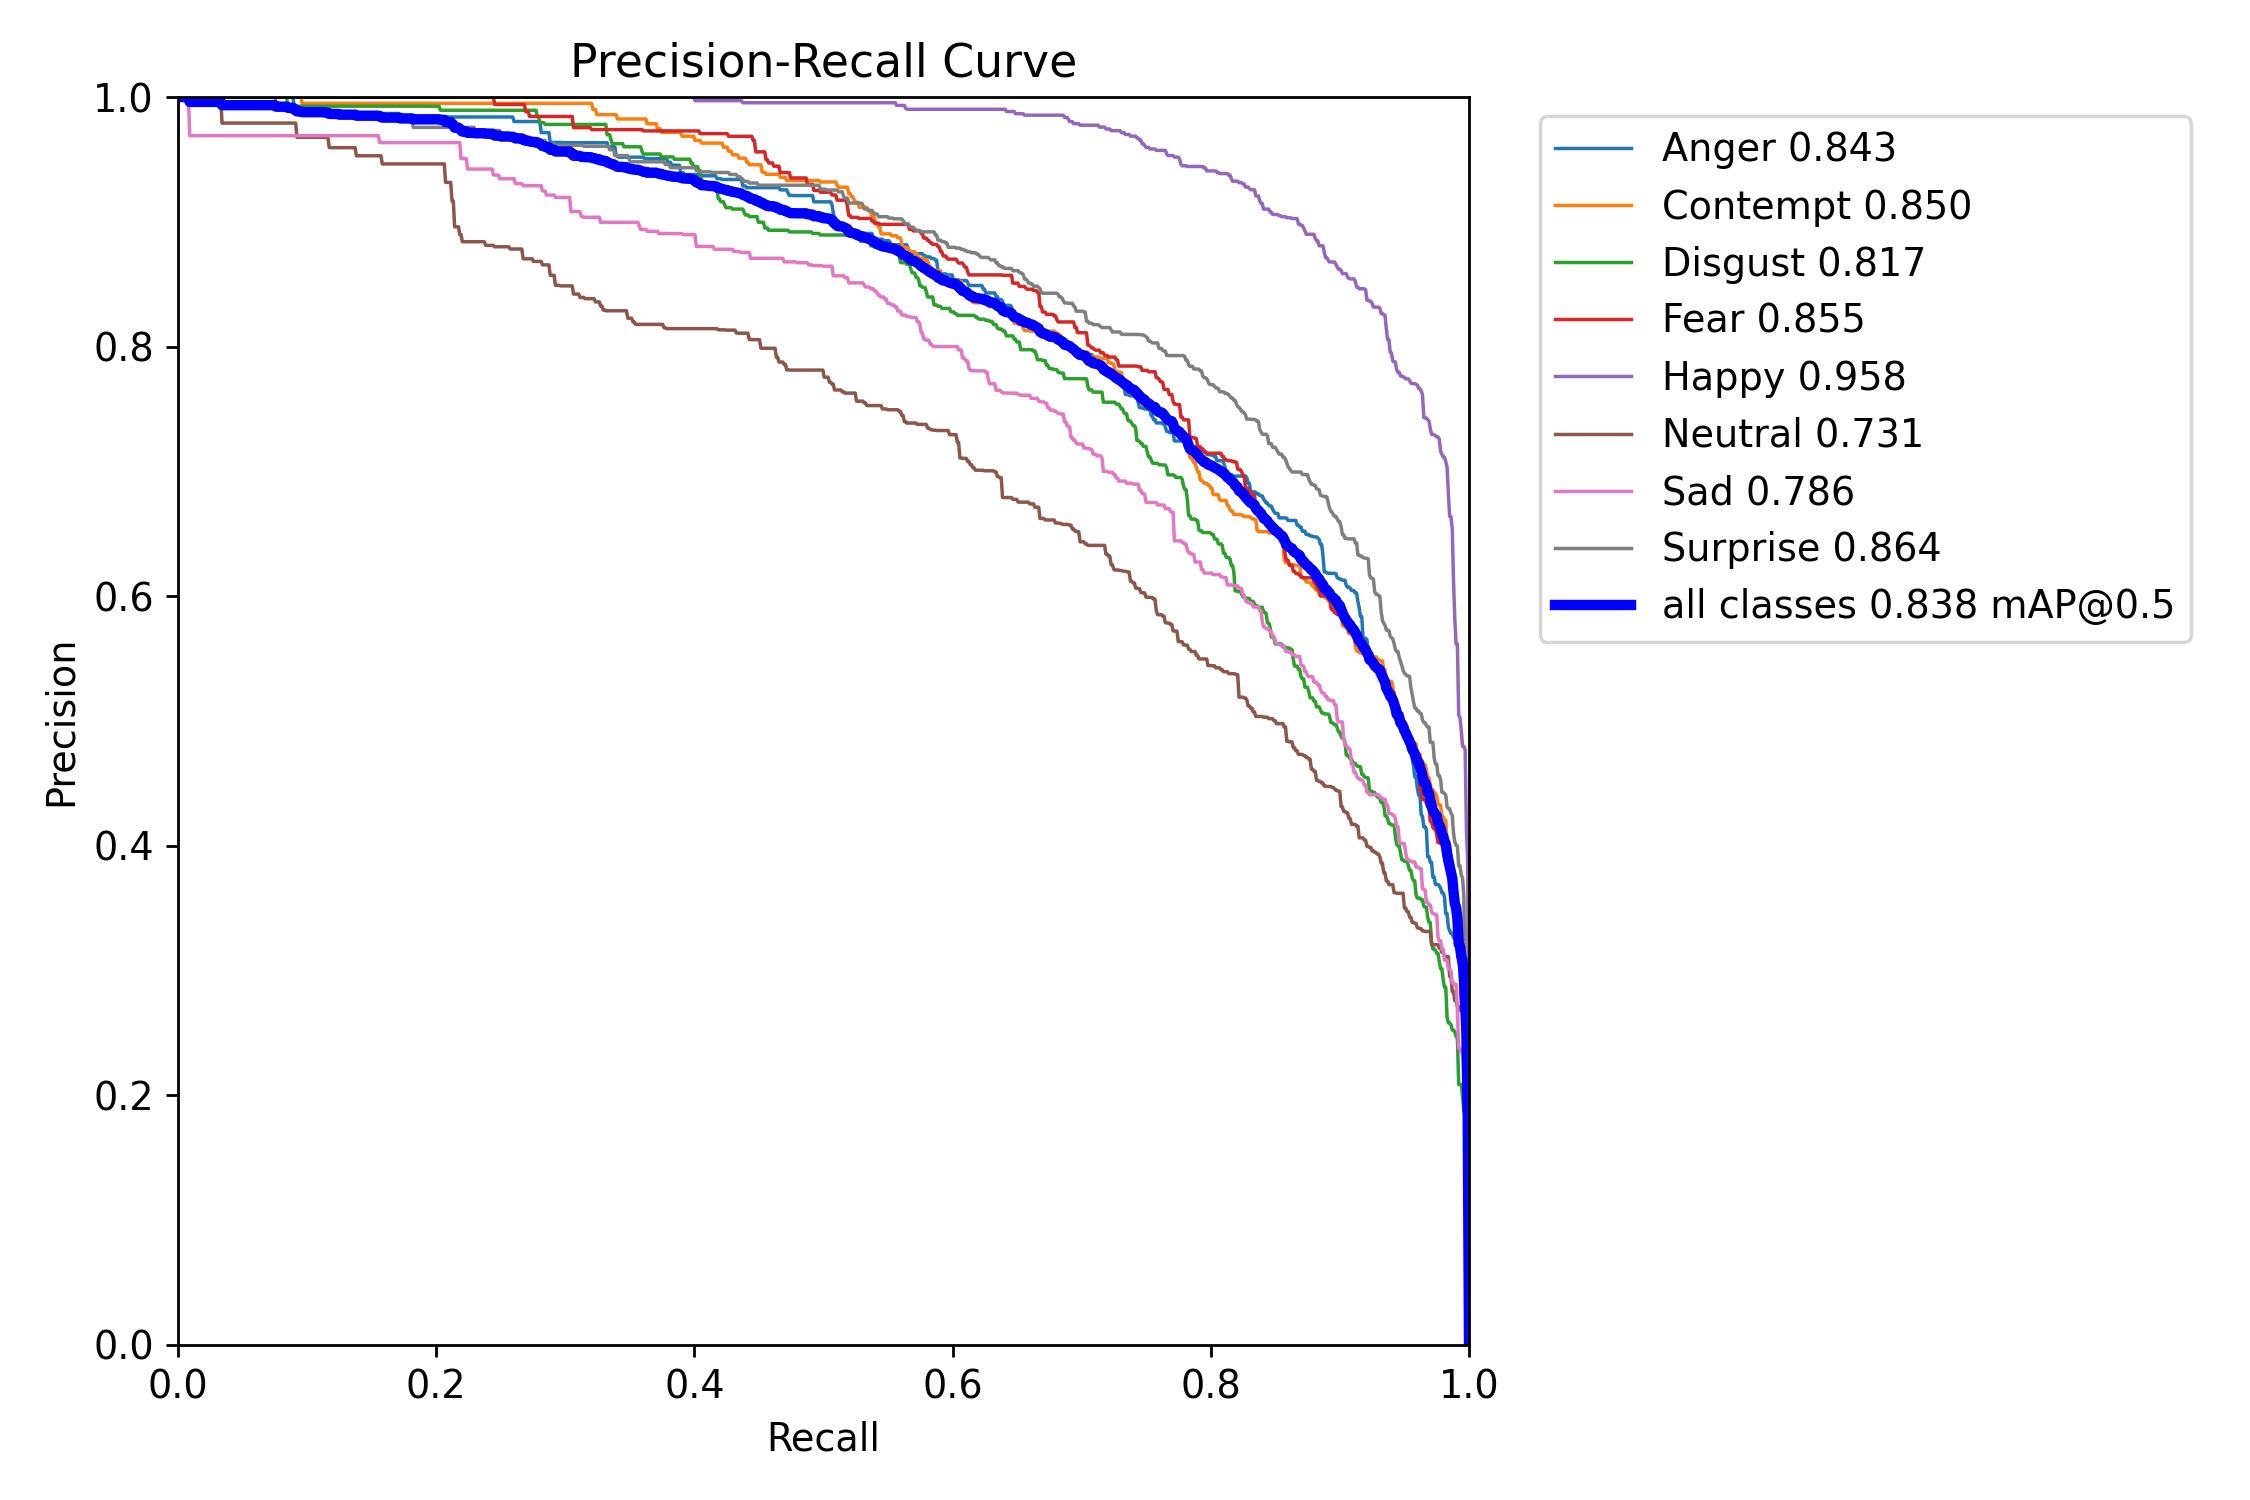 Precision-Recall Curve
1.0
0.8
0.6
0.4
0.2
0.0
Precision
0.0 0.2 0.4 0.6 0.8 1.0
Recall
Anger 0.843
Contempt 0.850
Disgust 0.817
Fear 0.855
Happy 0.958
Neutral 0.731
Sad 0.786
Surprise 0.864
all classes 0.838 mAP@0.5